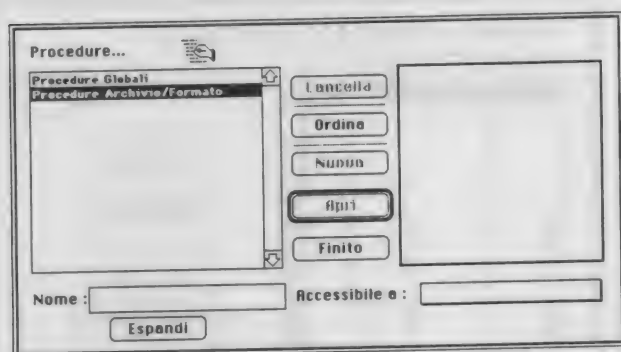 Procedure...
Procedure Globali
Procedure Archivio/Formato
Cancella
Ordina
Nuovo
Apri
Finito
Nome :
Accessibile a :
Espandi